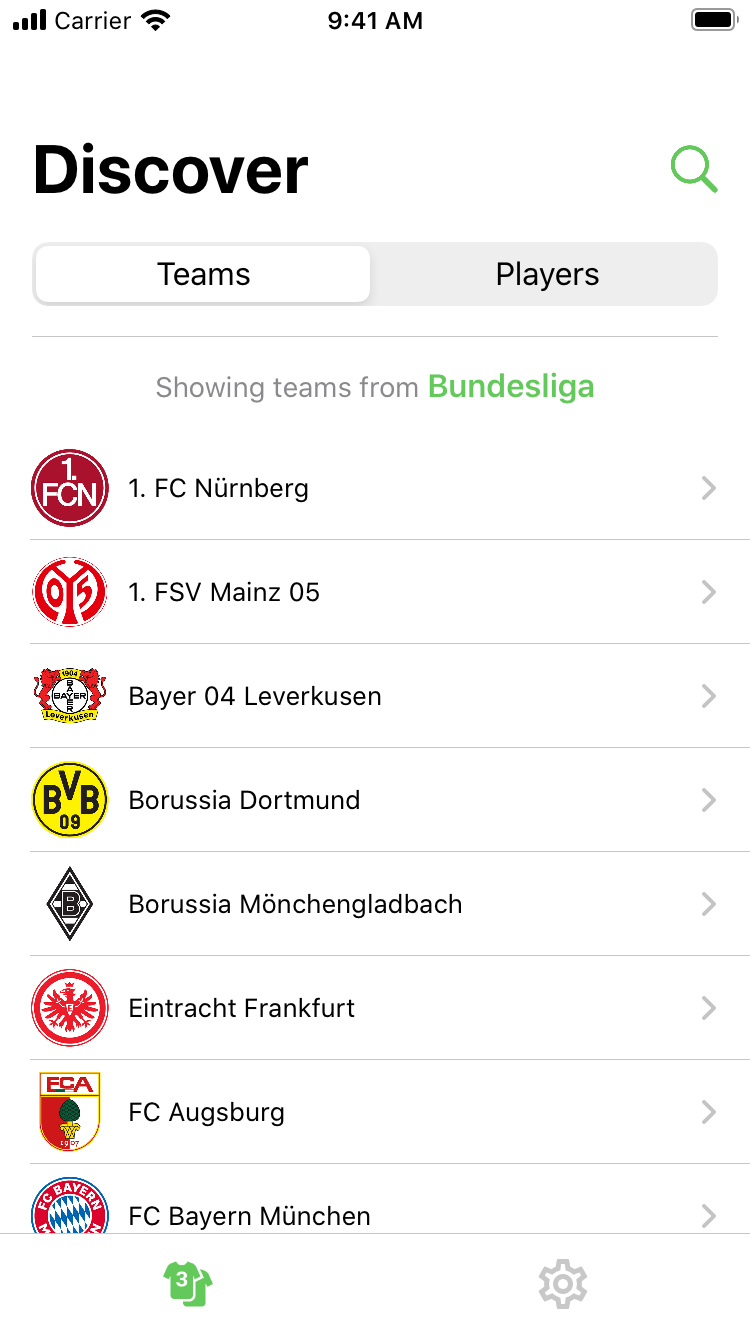 Carrier 9:41 AM
Discover
Teams Players
Showing teams from Bundesliga
1. FCN
1. FC Nürnberg
05
1. FSV Mainz 05
1904
BAYER
BAYER
Leverkusen
Bayer 04 Leverkusen
BVB
09
Borussia Dortmund
B
Borussia Mönchengladbach
Eintracht Frankfurt
FCA
1907
FC Augsburg
FC BAYERN
FC Bayern München
3